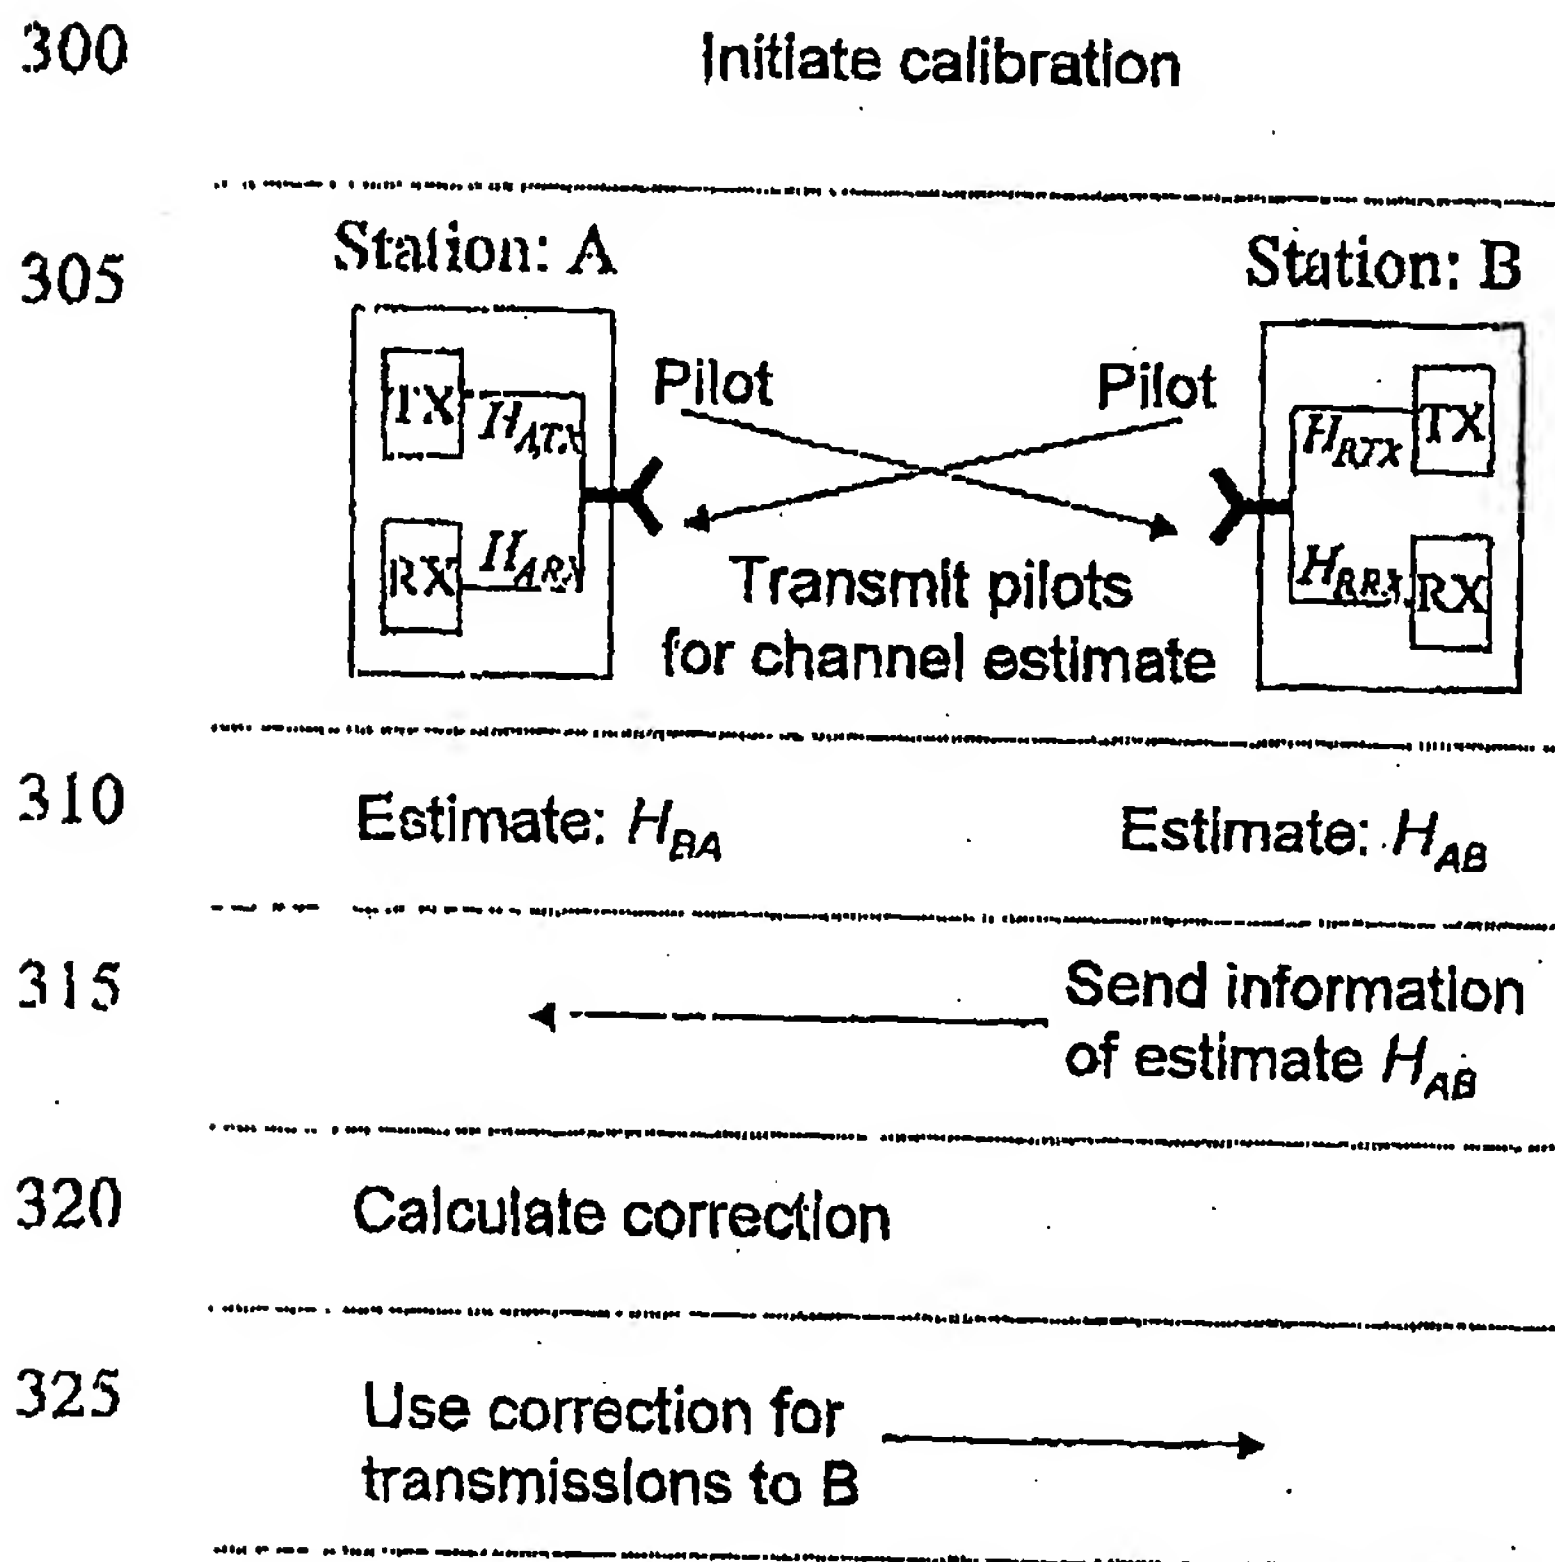 300 Initiate calibration
305 Station: A Station: B
TX H_ATX Pilot Pilot H_BTX TX
RX H_ARX Transmit pilots H_BRX RX
for channel estimate
310 Estimate: H_BA Estimate: H_AB
315 Send information
of estimate H_AB
320 Calculate correction
325 Use correction for
transmissions to B